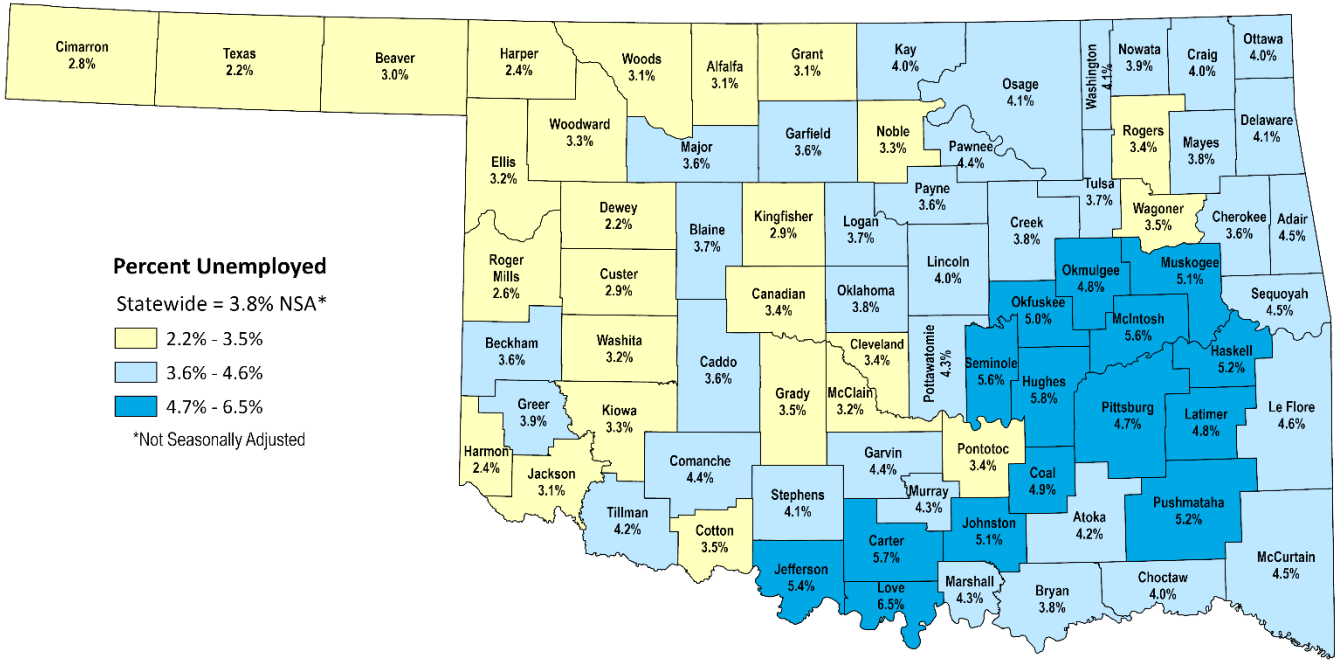 Cimarron
2.8%
Texas
2.2%
Beaver
3.0%
Harper
2.4%
Woods
3.1%
Alfalfa
3.1%
Grant
3.1%
Kay
4.0%
Osage
4.1%
Washington
4.1%
Nowata
3.9%
Craig
4.0%
Ottawa
4.0%
Woodward
3.3%
Major
3.6%
Garfield
3.6%
Noble
3.3%
Pawnee
4.4%
Rogers
3.4%
Mayes
3.8%
Delaware
4.1%
Ellis
3.2%
Dewey
2.2%
Blaine
3.7%
Kingfisher
2.9%
Logan
3.7%
Payne
3.6%
Creek
3.8%
Tulsa
3.7%
Wagoner
3.5%
Cherokee
3.6%
Adair
4.5%
Roger
Mills
2.6%
Custer
2.9%
Canadian
3.4%
Oklahoma
3.8%
Lincoln
4.0%
Okmulgee
4.8%
Muskogee
5.1%
Sequoyah
4.5%
Percent Unemployed
Statewide = 3.8% NSA*
2.2% - 3.5%
3.6% - 4.6%
4.7% - 6.5%
*Not Seasonally Adjusted
Beckham
3.6%
Washita
3.2%
Caddo
3.6%
Grady
3.5%
Cleveland
3.4%
McClain
3.2%
Pottawatomie
4.3%
Seminole
5.6%
Okfuskee
5.0%
Hughes
5.8%
McIntosh
5.6%
Haskell
5.2%
Pittsburg
4.7%
Latimer
4.8%
Le Flore
4.6%
Greer
3.9%
Kiowa
3.3%
Harmon
2.4%
Jackson
3.1%
Comanche
4.4%
Tillman
4.2%
Cotton
3.5%
Stephens
4.1%
Garvin
4.4%
Murray
4.3%
Pontotoc
3.4%
Coal
4.9%
Atoka
4.2%
Pushmataha
5.2%
McCurtain
4.5%
Jefferson
5.4%
Carter
5.7%
Love
6.5%
Johnston
5.1%
Marshall
4.3%
Bryan
3.8%
Choctaw
4.0%